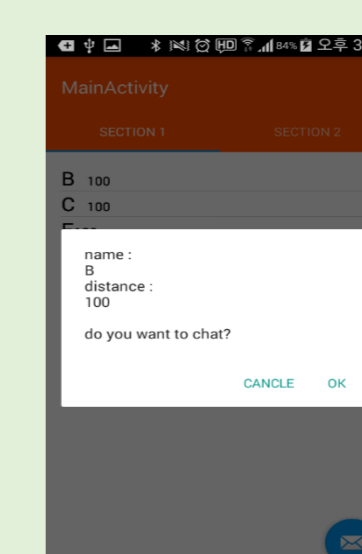 HD 84% 오후 3
MainActivity
SECTION 1 SECTION 2
B 100
C 100
name :
B
distance :
100
do you want to chat?
CANCLE OK